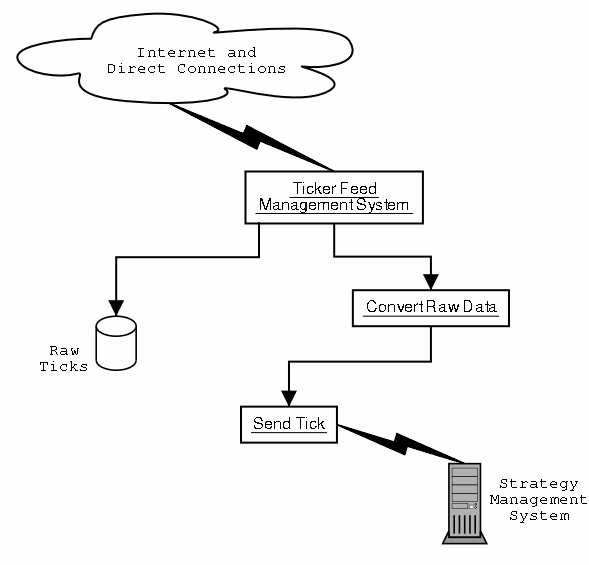 Internet and
Direct Connections
Ticker Feed
Management System
Convert Raw Data
Raw
Ticks
Send Tick
Strategy
Management
System